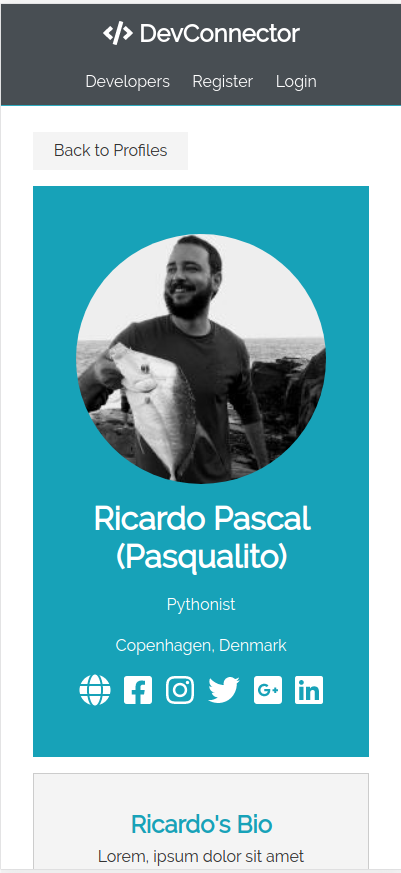 DevConnector
Developers Register Login
Back to Profiles
Ricardo Pascal
(Pasqualito)
Pythonist
Copenhagen, Denmark
Ricardo's Bio
Lorem, ipsum dolor sit amet